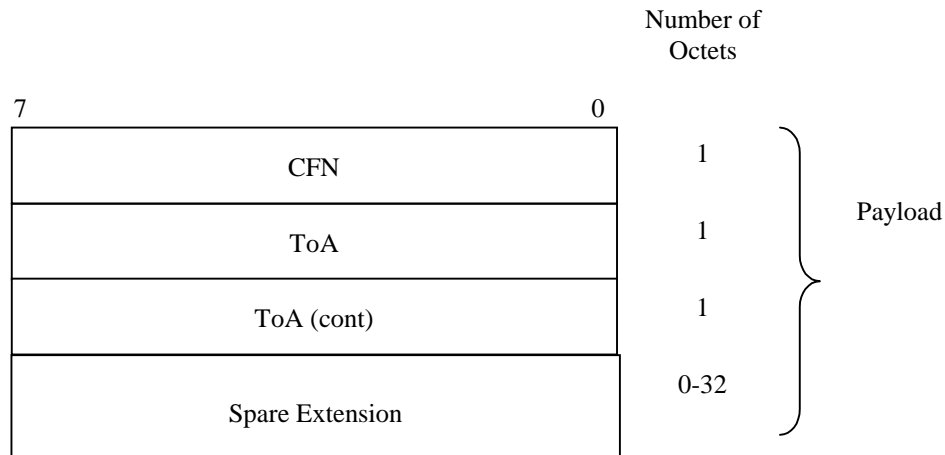 Number of
Octets
7 0
CFN 1
ToA 1
Payload
ToA (cont) 1
Spare Extension 0-32